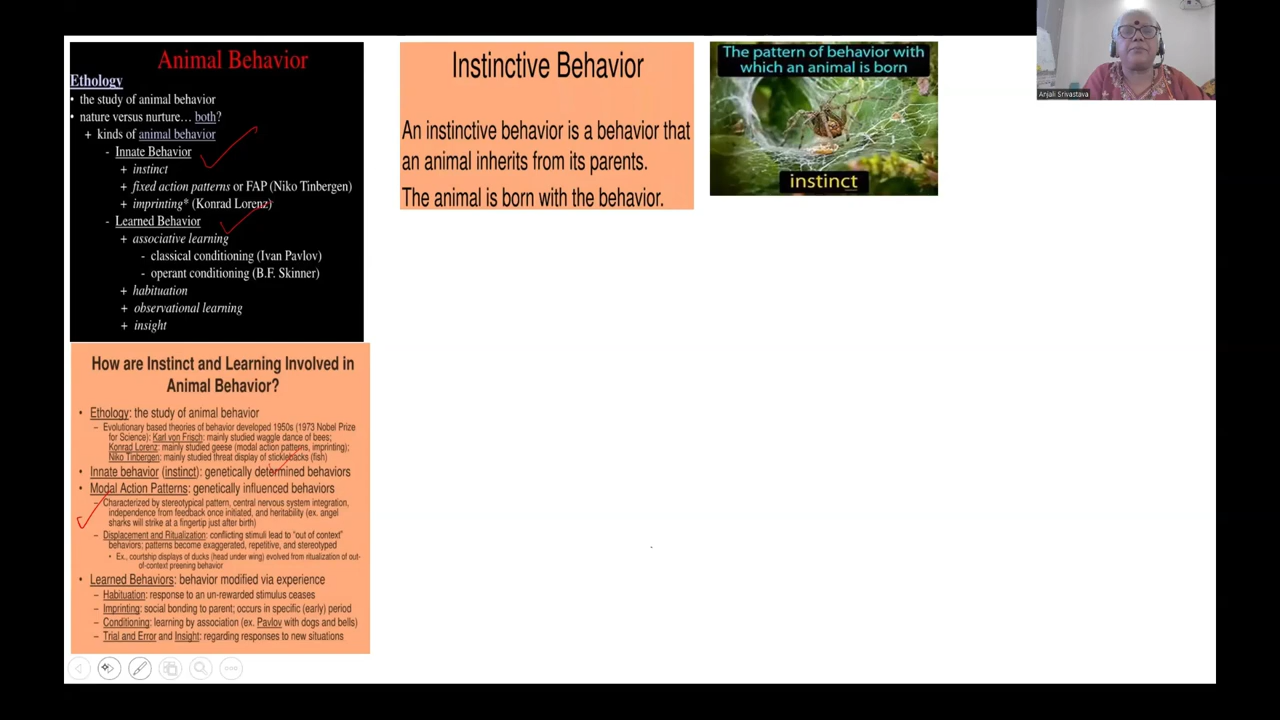 Animal Behavior
Ethology
• the study of animal behavior
• nature versus nurture… both?
+ kinds of animal behavior
- Innate Behavior
+ instinct
+ fixed action patterns or FAP (Niko Tinbergen)
+ imprinting* (Konrad Lorenz)
- Learned Behavior
+ associative learning
- classical conditioning (Ivan Pavlov)
- operant conditioning (B.F. Skinner)
+ habituation
+ observational learning
+ insight
How are Instinct and Learning Involved in
Animal Behavior?
• Ethology: the study of animal behavior
– Evolutionary based theories of behavior developed 1950s (1973 Nobel Prize
for Science): Karl von Frisch: mainly studied waggle dance of bees;
Konrad Lorenz: mainly studied geese (modal action patterns, imprinting);
Niko Tinbergen: mainly studied threat display of sticklebacks (fish)
• Innate behavior (instinct): genetically determined behaviors
• Modal Action Patterns: genetically influenced behaviors
– Characterized by stereotypical pattern, central nervous system integration,
independence from feedback once initiated, and heritability (ex. angel
sharks will strike at a fingertip just after birth)
– Displacement and Ritualization: conflicting stimuli lead to "out of context"
behaviors; patterns become exaggerated, repetitive, and stereotyped
• Ex., courtship displays of ducks (head under wing) evolved from ritualization of out-
of-context preening behavior
• Learned Behaviors: behavior modified via experience
– Habituation: response to an un-rewarded stimulus ceases
– Imprinting: social bonding to parent; occurs in specific (early) period
– Conditioning: learning by association (ex. Pavlov with dogs and bells)
– Trial and Error and Insight: regarding responses to new situations
Instinctive Behavior
An instinctive behavior is a behavior that
an animal inherits from its parents.
The animal is born with the behavior.
The pattern of behavior with
which an animal is born
instinct
Anjali Srivastava